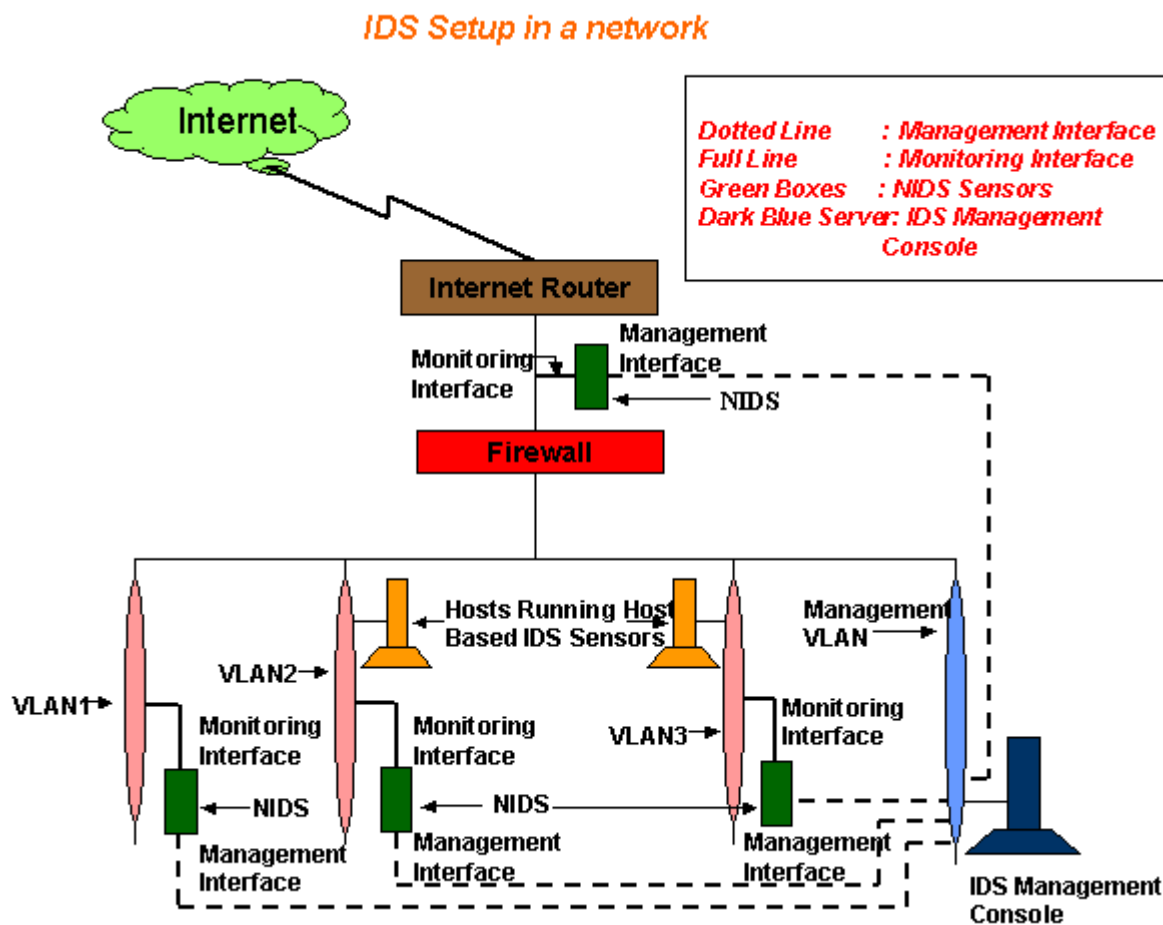 IDS Setup in a network
Internet
Dotted Line : Management Interface
Full Line : Monitoring Interface
Green Boxes : NIDS Sensors
Dark Blue Server: IDS Management
Console
Internet Router
Management
Interface
Monitoring
Interface
NIDS
Firewall
Hosts Running Host
Based IDS Sensors
Management
VLAN
VLAN2
VLAN1
Monitoring
Interface
Monitoring
Interface
VLAN3
Monitoring
Interface
NIDS
NIDS
Management
Interface
Management
Interface
Management
Interface
IDS Management
Console